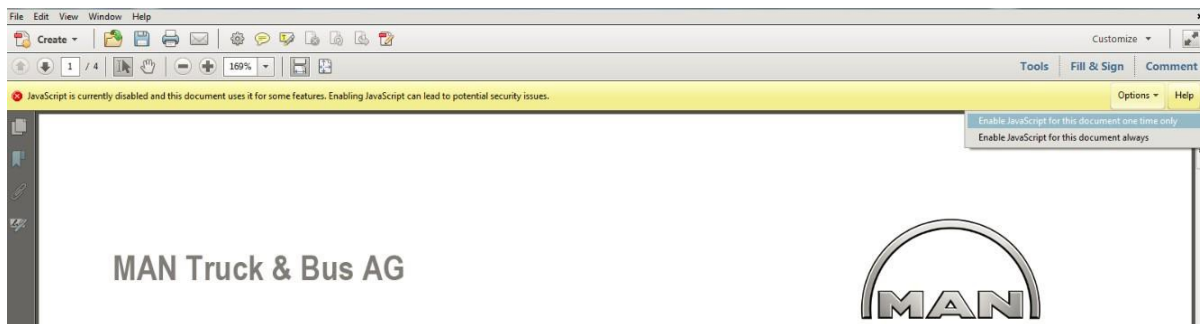 File Edit View Window Help
Create Customize
1 / 4 169% Tools Fill & Sign Comment
JavaScript is currently disabled and this document uses it for some features. Enabling JavaScript can lead to potential security issues. Options Help
Enable JavaScript for this document one time only
Enable JavaScript for this document always
MAN Truck & Bus AG
MAN